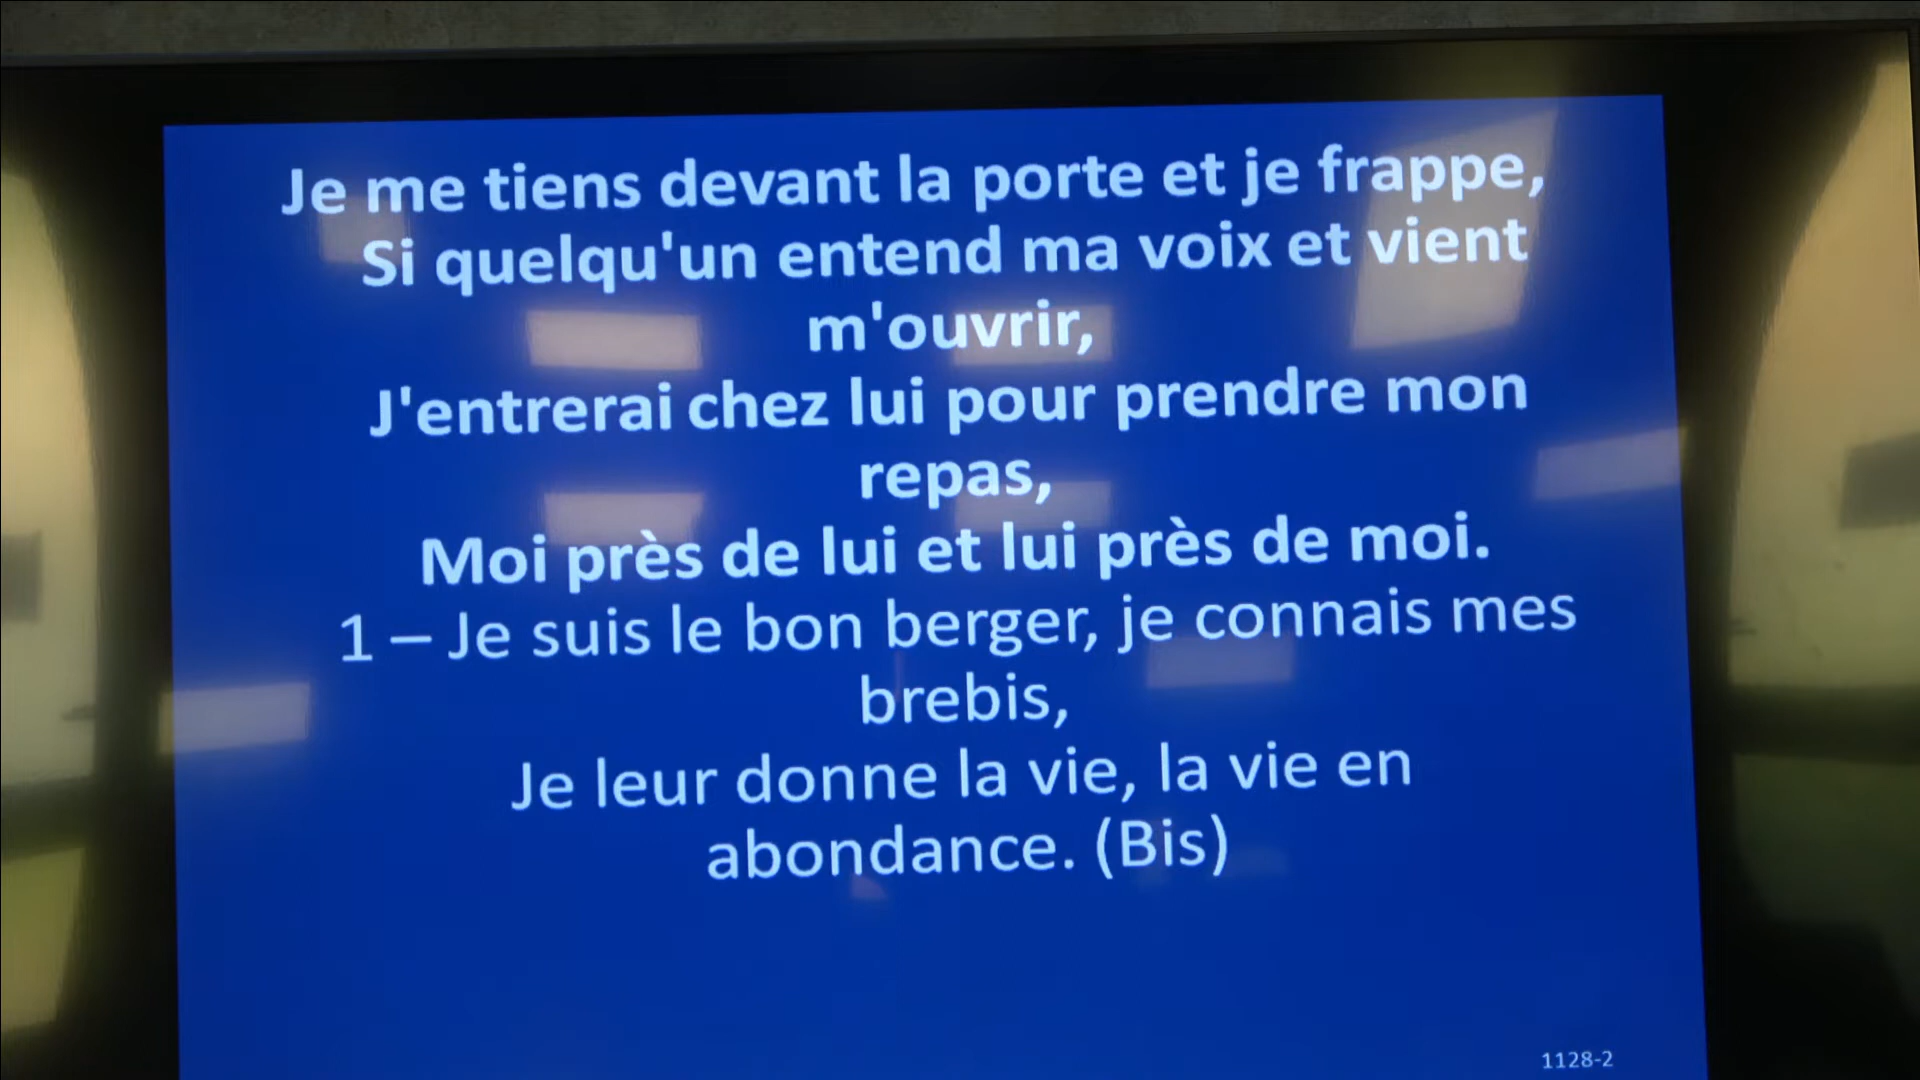 Je me tiens devant la porte et je frappe,
Si quelqu'un entend ma voix et vient
m'ouvrir,
J'entrerai chez lui pour prendre mon
repas,
Moi près de lui et lui près de moi.
1 – Je suis le bon berger, je connais mes
brebis,
Je leur donne la vie, la vie en
abondance. (Bis)
1128-2